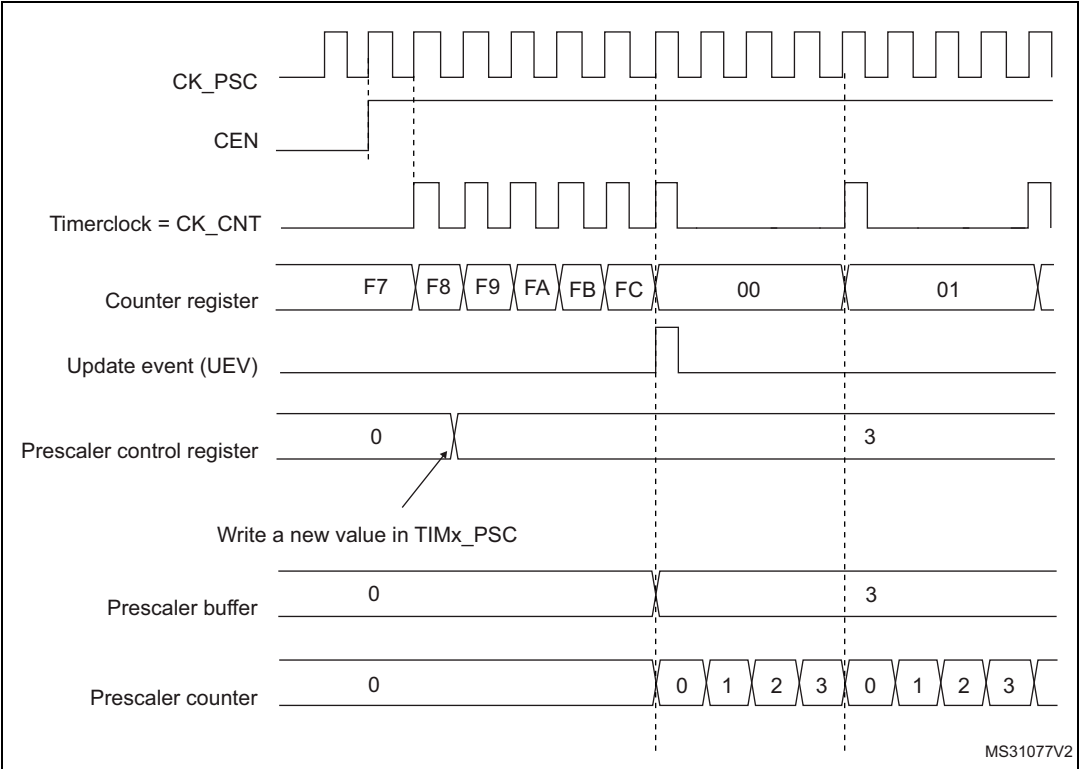 CK_PSC
CEN
Timerclock = CK_CNT
Counter register F7 F8 F9 FA FB FC 00 01
Update event (UEV)
Prescaler control register 0 3
Write a new value in TIMx_PSC
Prescaler buffer 0 3
Prescaler counter 0 0 1 2 3 0 1 2 3
MS31077V2